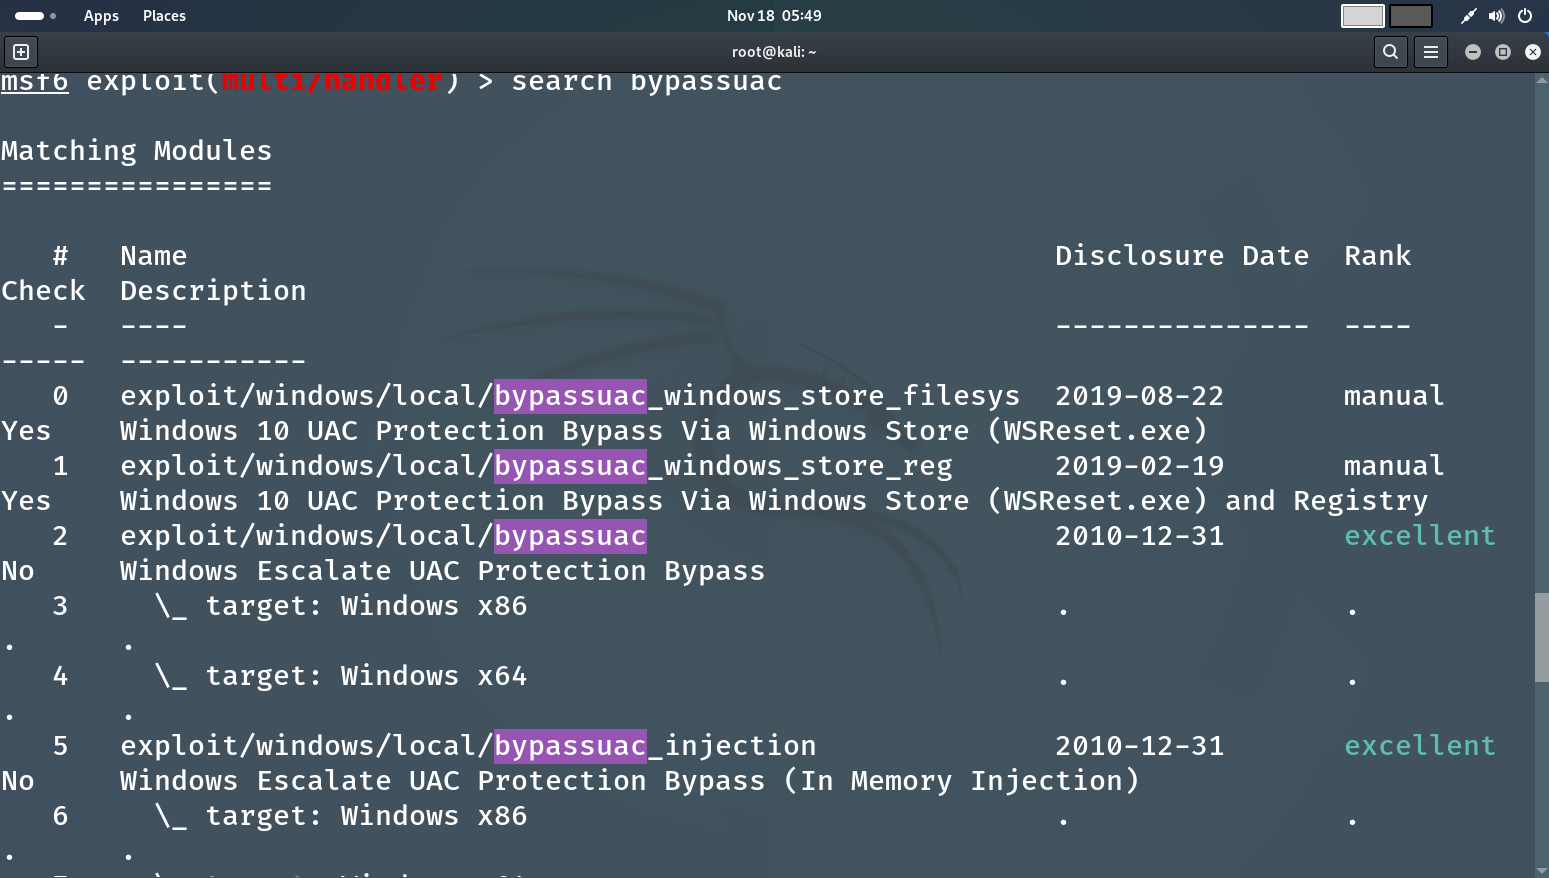 Apps Places Nov 18 05:49
root@kali: ~
msf6 exploit(multi/handler) > search bypassuac
Matching Modules
================
# Name Disclosure Date Rank
Check Description
- ---- --------------- ----
----- -----------
0 exploit/windows/local/bypassuac_windows_store_filesys 2019-08-22 manual
Yes Windows 10 UAC Protection Bypass Via Windows Store (WSReset.exe)
1 exploit/windows/local/bypassuac_windows_store_reg 2019-02-19 manual
Yes Windows 10 UAC Protection Bypass Via Windows Store (WSReset.exe) and Registry
2 exploit/windows/local/bypassuac 2010-12-31 excellent
No Windows Escalate UAC Protection Bypass
3 \_ target: Windows x86 . .
. .
4 \_ target: Windows x64 . .
. .
5 exploit/windows/local/bypassuac_injection 2010-12-31 excellent
No Windows Escalate UAC Protection Bypass (In Memory Injection)
6 \_ target: Windows x86 . .
. .